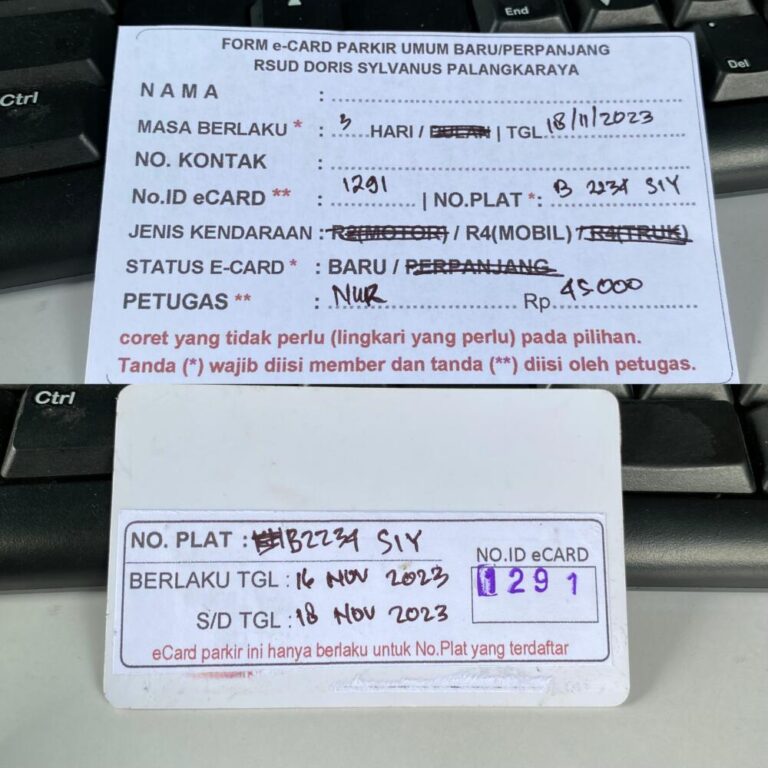 End
Ctrl
Del
FORM e-CARD PARKIR UMUM BARU/PERPANJANG
RSUD DORIS SYLVANUS PALANGKARAYA
NAMA :
MASA BERLAKU * : 3 HARI / BULAN | TGL 18/11/2023
NO. KONTAK :
No.ID eCARD ** : 1291 | NO.PLAT *: B 2234 SIY
JENIS KENDARAAN : R2(MOTOR) / R4(MOBIL) / R4(TRUK)
STATUS E-CARD * : BARU / PERPANJANG
PETUGAS ** : NUR Rp 45000
coret yang tidak perlu (lingkari yang perlu) pada pilihan.
Tanda (*) wajib diisi member dan tanda (**) diisi oleh petugas.
Ctrl
NO. PLAT : B2234 SIY
BERLAKU TGL : 16 NOV 2023
S/D TGL : 18 NOV 2023
NO.ID eCARD
1291
eCard parkir ini hanya berlaku untuk No.Plat yang terdaftar